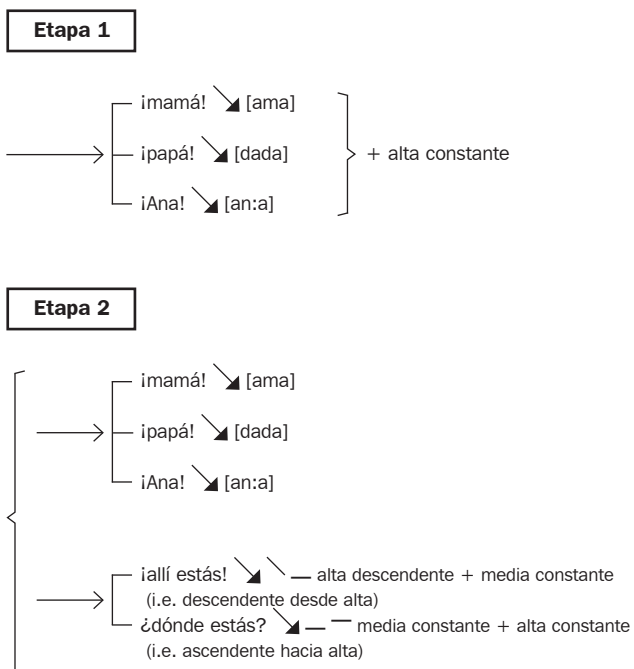 Etapa 1
¡mamá! [ama]
¡papá! [dada] + alta constante
¡Ana! [an:a]
Etapa 2
¡mamá! [ama]
¡papá! [dada]
¡Ana! [an:a]
¡allí estás! alta descendente + media constante
(i.e. descendente desde alta)
¿dónde estás? media constante + alta constante
(i.e. ascendente hacia alta)